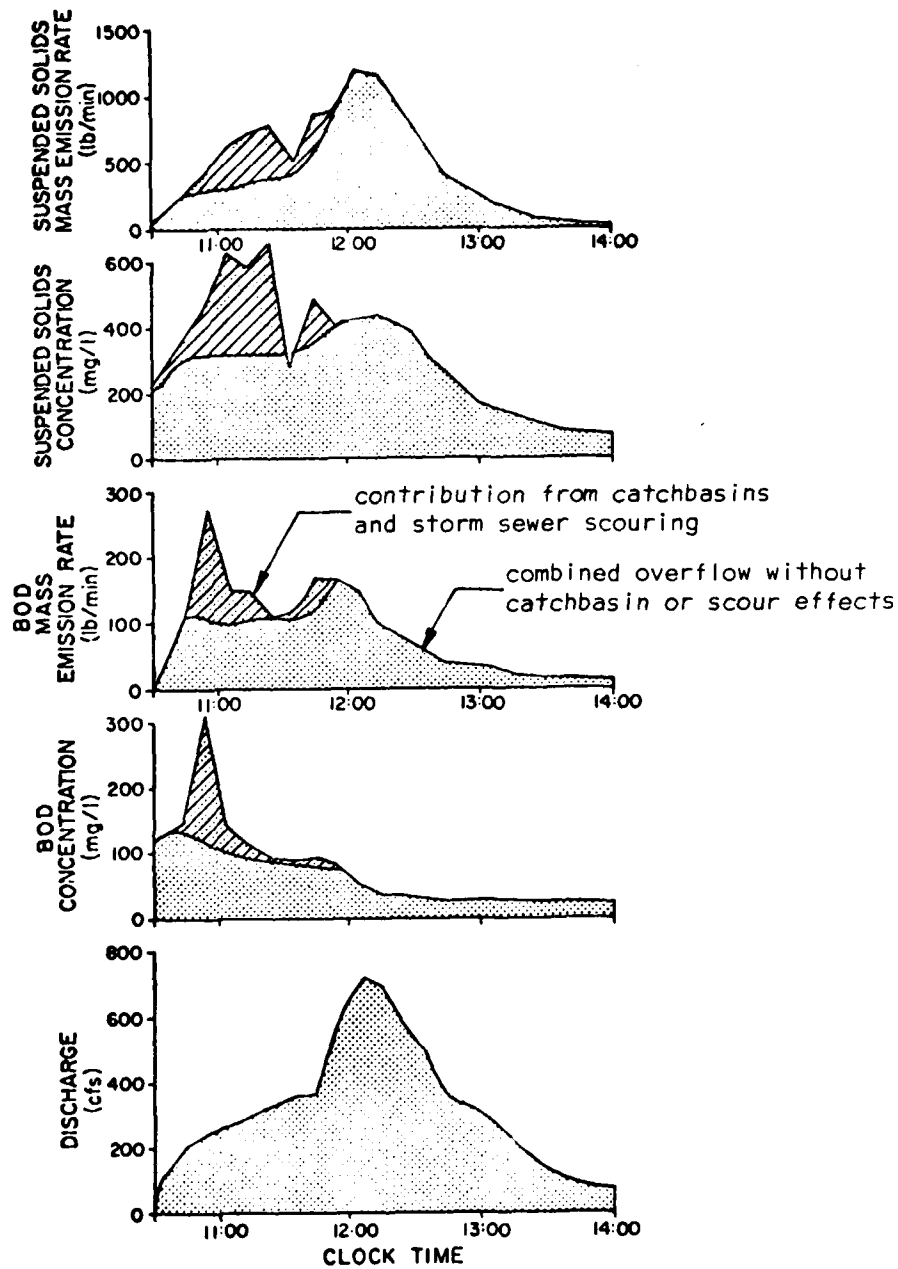 SUSPENDED SOLIDS
MASS EMISSION RATE
(lb/min)
1500
1000
500
0
11:00
12 00
13:00
14:00
SUSPENDED SOLIDS
CONCENTRATION
(mg/l)
600
400
200
0
BOD
MASS
EMISSION RATE
(lb/min)
300
200
100
0
contribution from catchbasins
and storm sewer scouring
combined overflow without
catchbasin or scour effects
11:00
12:00
13:00
14:00
BOD
CONCENTRATION
(mg/l)
300
200
100
0
DISCHARGE
(cfs)
800
600
400
200
0
11:00
12:00
13:00
14:00
CLOCK TIME